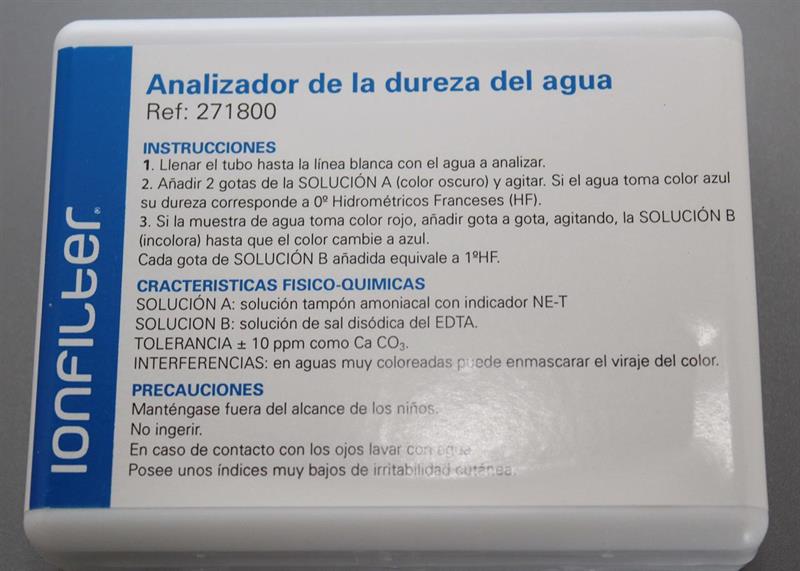 Analizador de la dureza del agua
Ref: 271800
INSTRUCCIONES
1. Llenar el tubo hasta la línea blanca con el agua a analizar.
2. Añadir 2 gotas de la SOLUCIÓN A (color oscuro) y agitar. Si el agua toma color azul
su dureza corresponde a 0º Hidrométricos Franceses (HF).
3. Si la muestra de agua toma color rojo, añadir gota a gota, agitando, la SOLUCIÓN B
(incolora) hasta que el color cambie a azul.
Cada gota de SOLUCIÓN B añadida equivale a 1ºHF.
CRACTERISTICAS FISICO-QUIMICAS
SOLUCIÓN A: solución tampón amoniacal con indicador NE-T
SOLUCION B: solución de sal disódica del EDTA.
TOLERANCIA ± 10 ppm como Ca CO₃.
INTERFERENCIAS: en aguas muy coloreadas puede enmascarar el viraje del color.
PRECAUCIONES
Manténgase fuera del alcance de los niños.
No ingerir.
En caso de contacto con los ojos lavar con agua.
Posee unos índices muy bajos de irritabilidad cutánea.
IONFILTER®